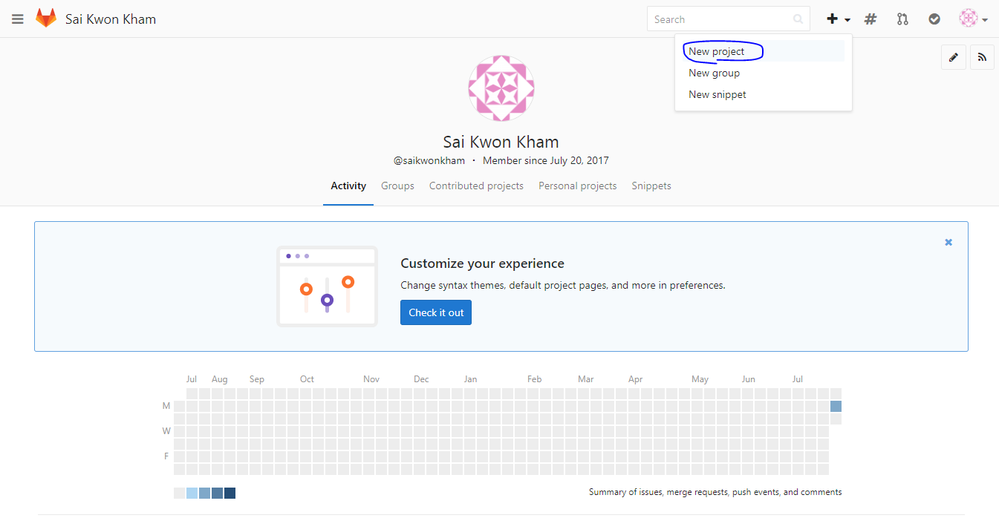 Sai Kwon Kham
Search
New project
New group
New snippet
Sai Kwon Kham
@saikwonkham · Member since July 20, 2017
Activity Groups Contributed projects Personal projects Snippets
Customize your experience
Change syntax themes, default project pages, and more in preferences.
Check it out
Jul Aug Sep Oct Nov Dec Jan Feb Mar Apr May Jun Jul
M
W
F
Summary of issues, merge requests, push events, and comments